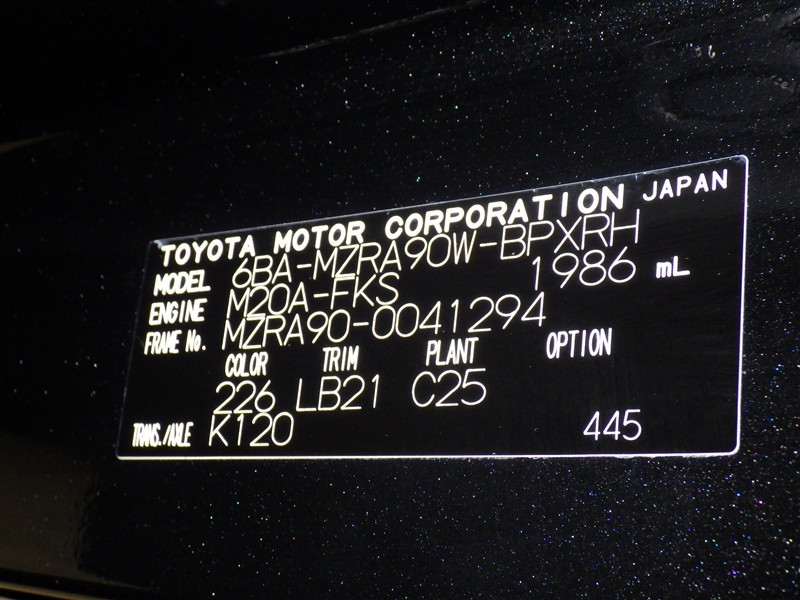 TOYOTA MOTOR CORPORATION JAPAN
MODEL 6BA-MZRA90W-BPXRH
ENGINE M20A-FKS 1986 mL
FRAME No. MZRA90-0041294
COLOR TRIM PLANT OPTION
226 LB21 C25
TRANS./AXLE K120 445